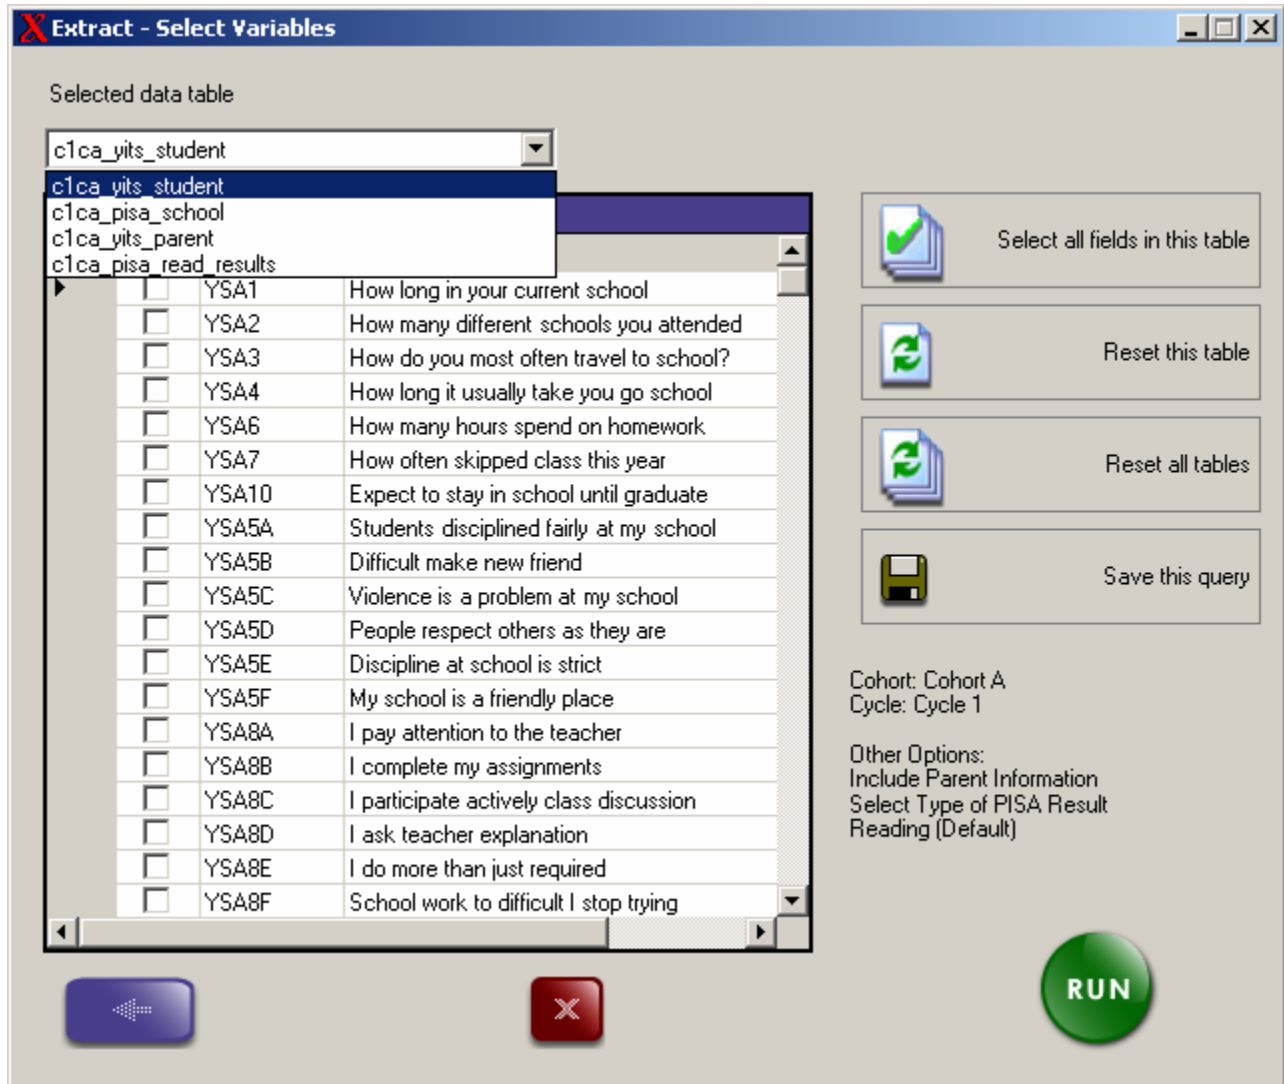 Extract - Select Variables
Selected data table
c1ca_yits_student
c1ca_yits_student
c1ca_pisa_school
c1ca_yits_parent
c1ca_pisa_read_results
YSA1 How long in your current school
YSA2 How many different schools you attended
YSA3 How do you most often travel to school?
YSA4 How long it usually take you go school
YSA6 How many hours spend on homework
YSA7 How often skipped class this year
YSA10 Expect to stay in school until graduate
YSA5A Students disciplined fairly at my school
YSA5B Difficult make new friend
YSA5C Violence is a problem at my school
YSA5D People respect others as they are
YSA5E Discipline at school is strict
YSA5F My school is a friendly place
YSA8A I pay attention to the teacher
YSA8B I complete my assignments
YSA8C I participate actively class discussion
YSA8D I ask teacher explanation
YSA8E I do more than just required
YSA8F School work to difficult I stop trying
Select all fields in this table
Reset this table
Reset all tables
Save this query
Cohort: Cohort A
Cycle: Cycle 1
Other Options:
Include Parent Information
Select Type of PISA Result
Reading (Default)
RUN